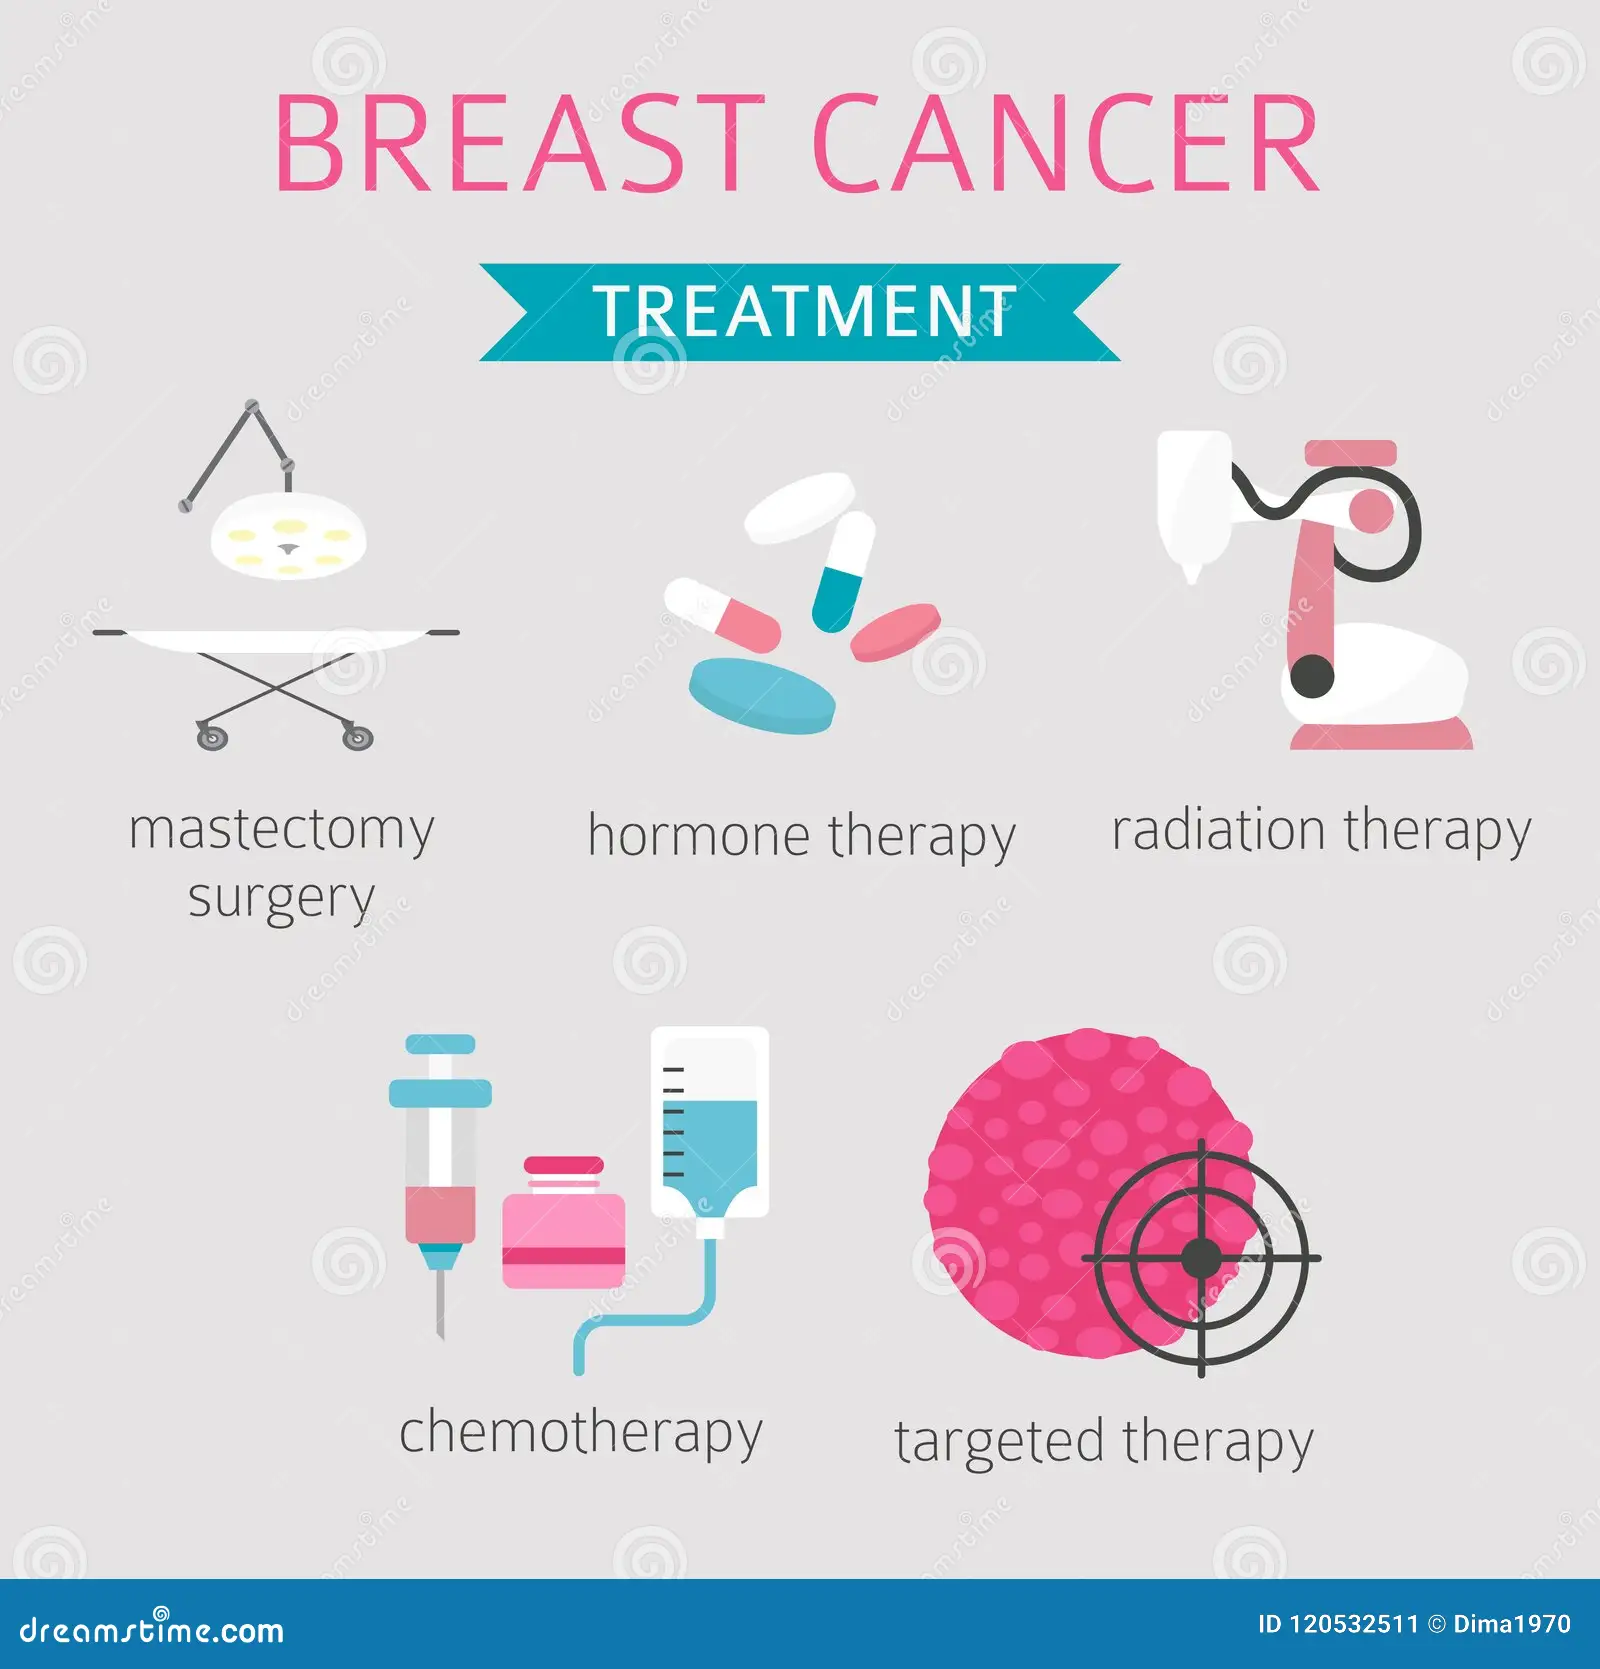 BREAST CANCER
TREATMENT
mastectomy
surgery
hormone therapy
radiation therapy
chemotherapy
targeted therapy
dreamstime.com
ID 120532511 © Dima1970